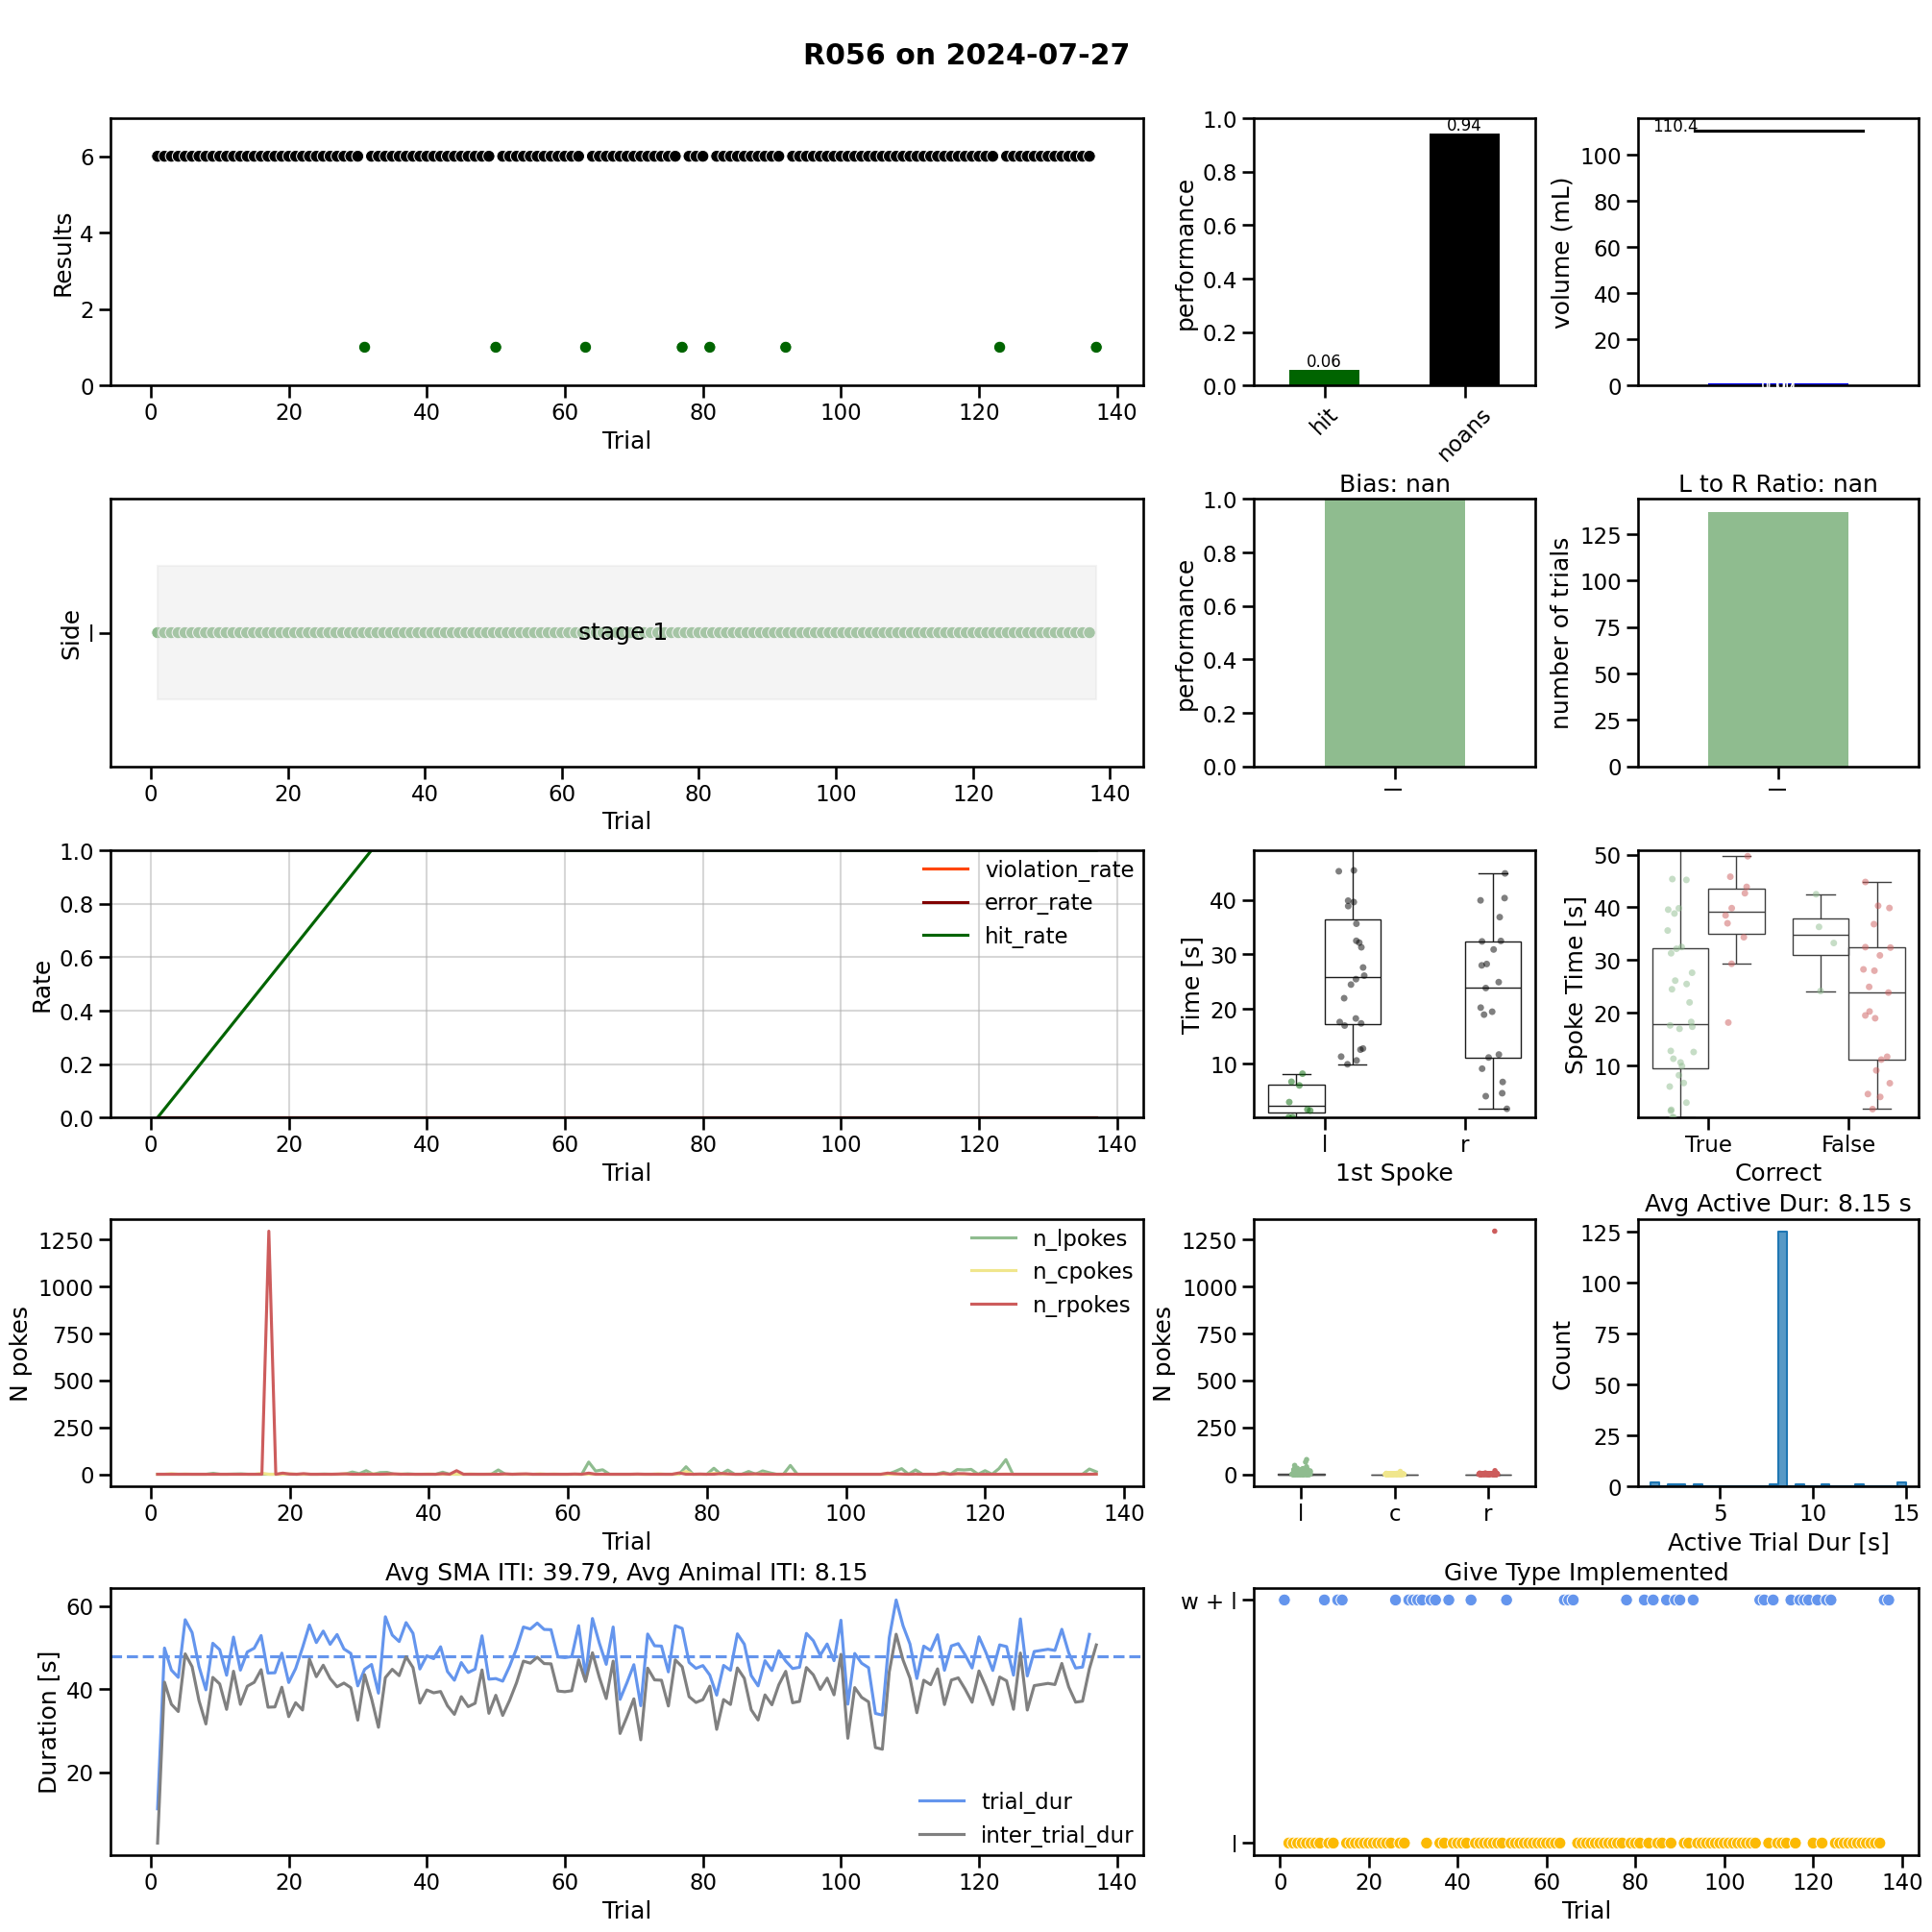 R056 on 2024-07-27
Results
6
4
2
0
0 20 40 60 80 100 120 140
Trial
performance
1.0
0.8
0.6
0.4
0.2
0.0
0.06
0.94
hit
noans
volume (mL)
100
80
60
40
20
0
110.4
Side
l
stage 1
0 20 40 60 80 100 120 140
Trial
Bias: nan
performance
1.0
0.8
0.6
0.4
0.2
0.0
l
L to R Ratio: nan
number of trials
125
100
75
50
25
0
l
Rate
1.0
0.8
0.6
0.4
0.2
0.0
violation_rate
error_rate
hit_rate
0 20 40 60 80 100 120 140
Trial
Time [s]
40
30
20
10
l r
1st Spoke
Spoke Time [s]
50
40
30
20
10
True False
Correct
N pokes
1250
1000
750
500
250
0
n_lpokes
n_cpokes
n_rpokes
0 20 40 60 80 100 120 140
Trial
N pokes
1250
1000
750
500
250
0
l c r
Avg Active Dur: 8.15 s
Count
125
100
75
50
25
0
5 10 15
Active Trial Dur [s]
Avg SMA ITI: 39.79, Avg Animal ITI: 8.15
Duration [s]
60
40
20
trial_dur
inter_trial_dur
0 20 40 60 80 100 120 140
Trial
Give Type Implemented
w + l
l
0 20 40 60 80 100 120 140
Trial